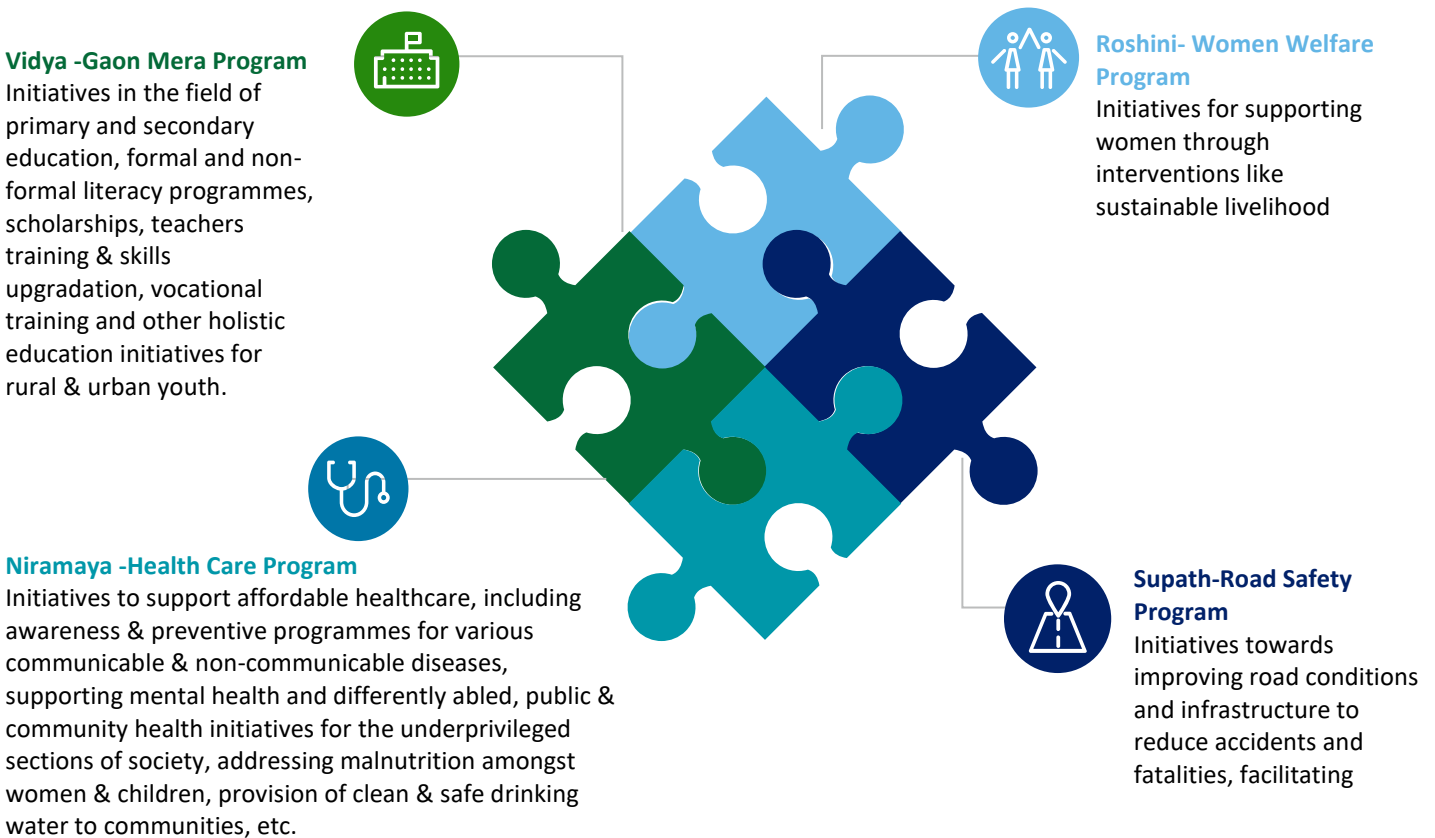 Vidya -Gaon Mera Program
Initiatives in the field of
primary and secondary
education, formal and non-
formal literacy programmes,
scholarships, teachers
training & skills
upgradation, vocational
training and other holistic
education initiatives for
rural & urban youth.
Roshini- Women Welfare
Program
Initiatives for supporting
women through
interventions like
sustainable livelihood
Niramaya -Health Care Program
Initiatives to support affordable healthcare, including
awareness & preventive programmes for various
communicable & non-communicable diseases,
supporting mental health and differently abled, public &
community health initiatives for the underprivileged
sections of society, addressing malnutrition amongst
women & children, provision of clean & safe drinking
water to communities, etc.
Supath-Road Safety
Program
Initiatives towards
improving road conditions
and infrastructure to
reduce accidents and
fatalities, facilitating